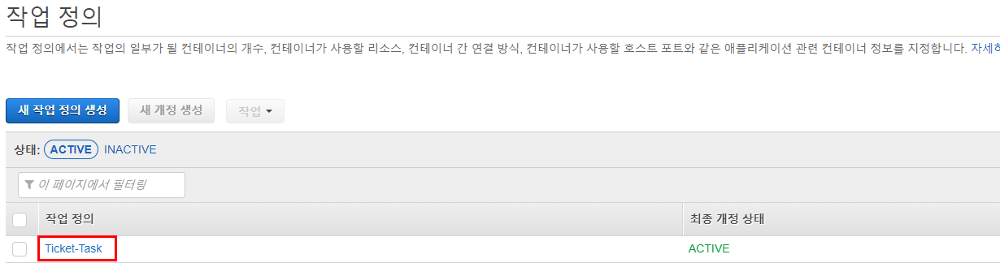 작업 정의
작업 정의에서는 작업의 일부가 될 컨테이너의 개수, 컨테이너가 사용할 리소스, 컨테이너 간 연결 방식, 컨테이너가 사용할 호스트 포트와 같은 애플리케이션 관련 컨테이너 정보를 지정합니다. 자세히
새 작업 정의 생성 새 개정 생성 작업
상태: ACTIVE INACTIVE
이 페이지에서 필터링
작업 정의 최종 개정 상태
Ticket-Task ACTIVE